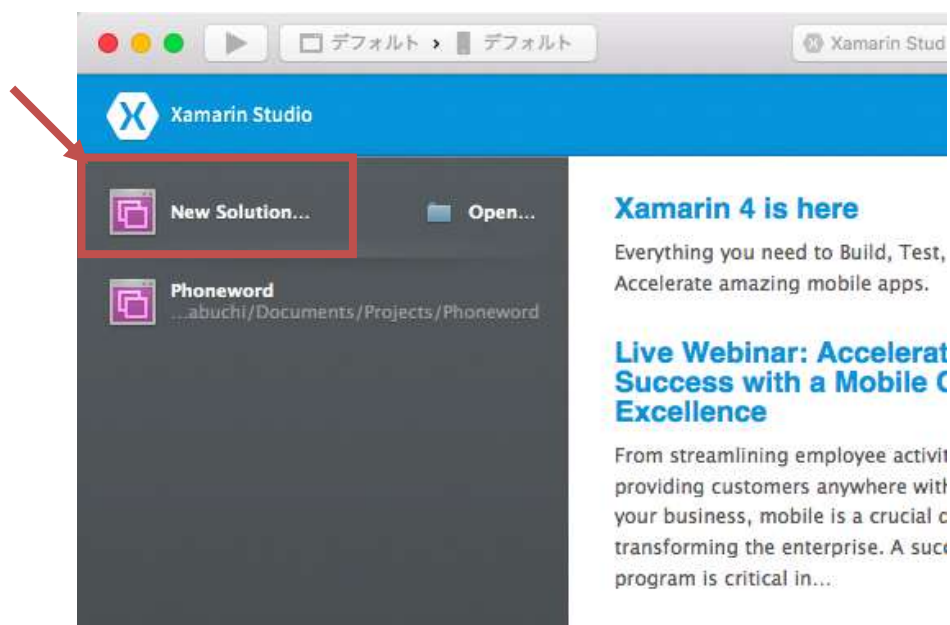 デフォルト › デフォルト
Xamarin Stud
Xamarin Studio
New Solution...
Open...
Phoneword
...abuchi/Documents/Projects/Phoneword
Xamarin 4 is here
Everything you need to Build, Test,
Accelerate amazing mobile apps.
Live Webinar: Accelerat
Success with a Mobile
Excellence
From streamlining employee activit
providing customers anywhere with
your business, mobile is a crucial
transforming the enterprise. A succ
program is critical in...